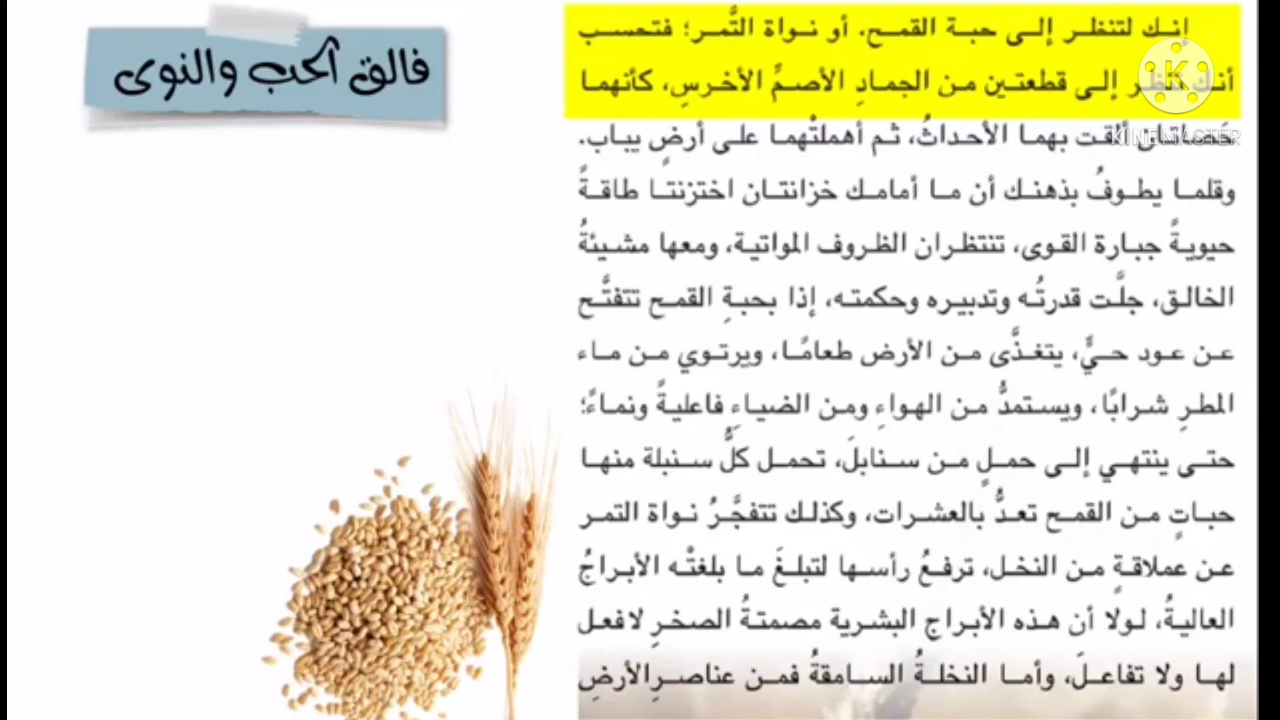 فالق الحب والنوى
إنك لتنظر إلى حبة القمح. أو نواة التَّمر؛ فتحسب
أنك تنظر إلى قطعتين من الجمادِ الأصمِّ الأخرسِ، كأنهما
ألقت بهما الأحداثُ، ثم أهملتْهما على أرضٍ يباب.
وقلما يطوفُ بذهنك أن ما أمامك خزانتان اختزنتا طاقةً
حيويةً جبارة القوى، تنتظران الظروف المواتية، ومعها مشيئةُ
الخالق، جلَّت قدرتُه وتدبيره وحكمته، إذا بحبةِ القمح تتفتَّح
عن عود حيٍّ، يتغذَّى من الأرض طعامًا، ويرتوي من ماء
المطرِ شرابًا، ويستمدُّ من الهواءِ ومن الضياءِ فاعليةً ونماءً؛
حتى ينتهي إلى حملٍ من سنابلَ، تحمل كلُّ سنبلة منها
حباتٍ من القمح تعدُّ بالعشرات، وكذلك تتفجَّرُ نواة التمر
عن عملاقةٍ من النخل، ترفعُ رأسها لتبلغَ ما بلغتْه الأبراجُ
العاليةُ، لولا أن هذه الأبراج البشرية مصمتةُ الصخرِ لا فعل
لها ولا تفاعلَ، وأما النخلةُ السامقةُ فمن عناصرِ الأرضِ
KINEMASTER